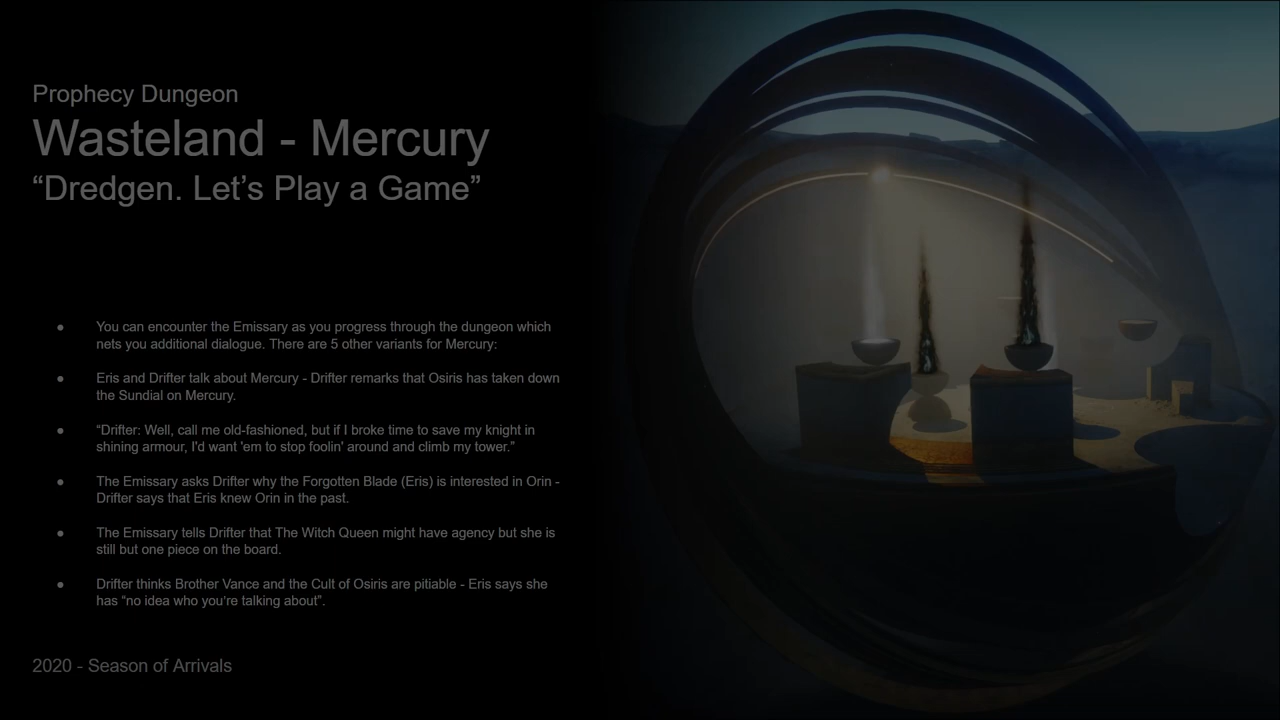 Prophecy Dungeon
Wasteland - Mercury
“Dredgen. Let’s Play a Game”
● You can encounter the Emissary as you progress through the dungeon which
nets you additional dialogue. There are 5 other variants for Mercury:
● Eris and Drifter talk about Mercury - Drifter remarks that Osiris has taken down
the Sundial on Mercury.
● “Drifter: Well, call me old-fashioned, but if I broke time to save my knight in
shining armour, I'd want 'em to stop foolin' around and climb my tower.”
● The Emissary asks Drifter why the Forgotten Blade (Eris) is interested in Orin -
Drifter says that Eris knew Orin in the past.
● The Emissary tells Drifter that The Witch Queen might have agency but she is
still but one piece on the board.
● Drifter thinks Brother Vance and the Cult of Osiris are pitiable - Eris says she
has “no idea who you’re talking about”.
2020 - Season of Arrivals